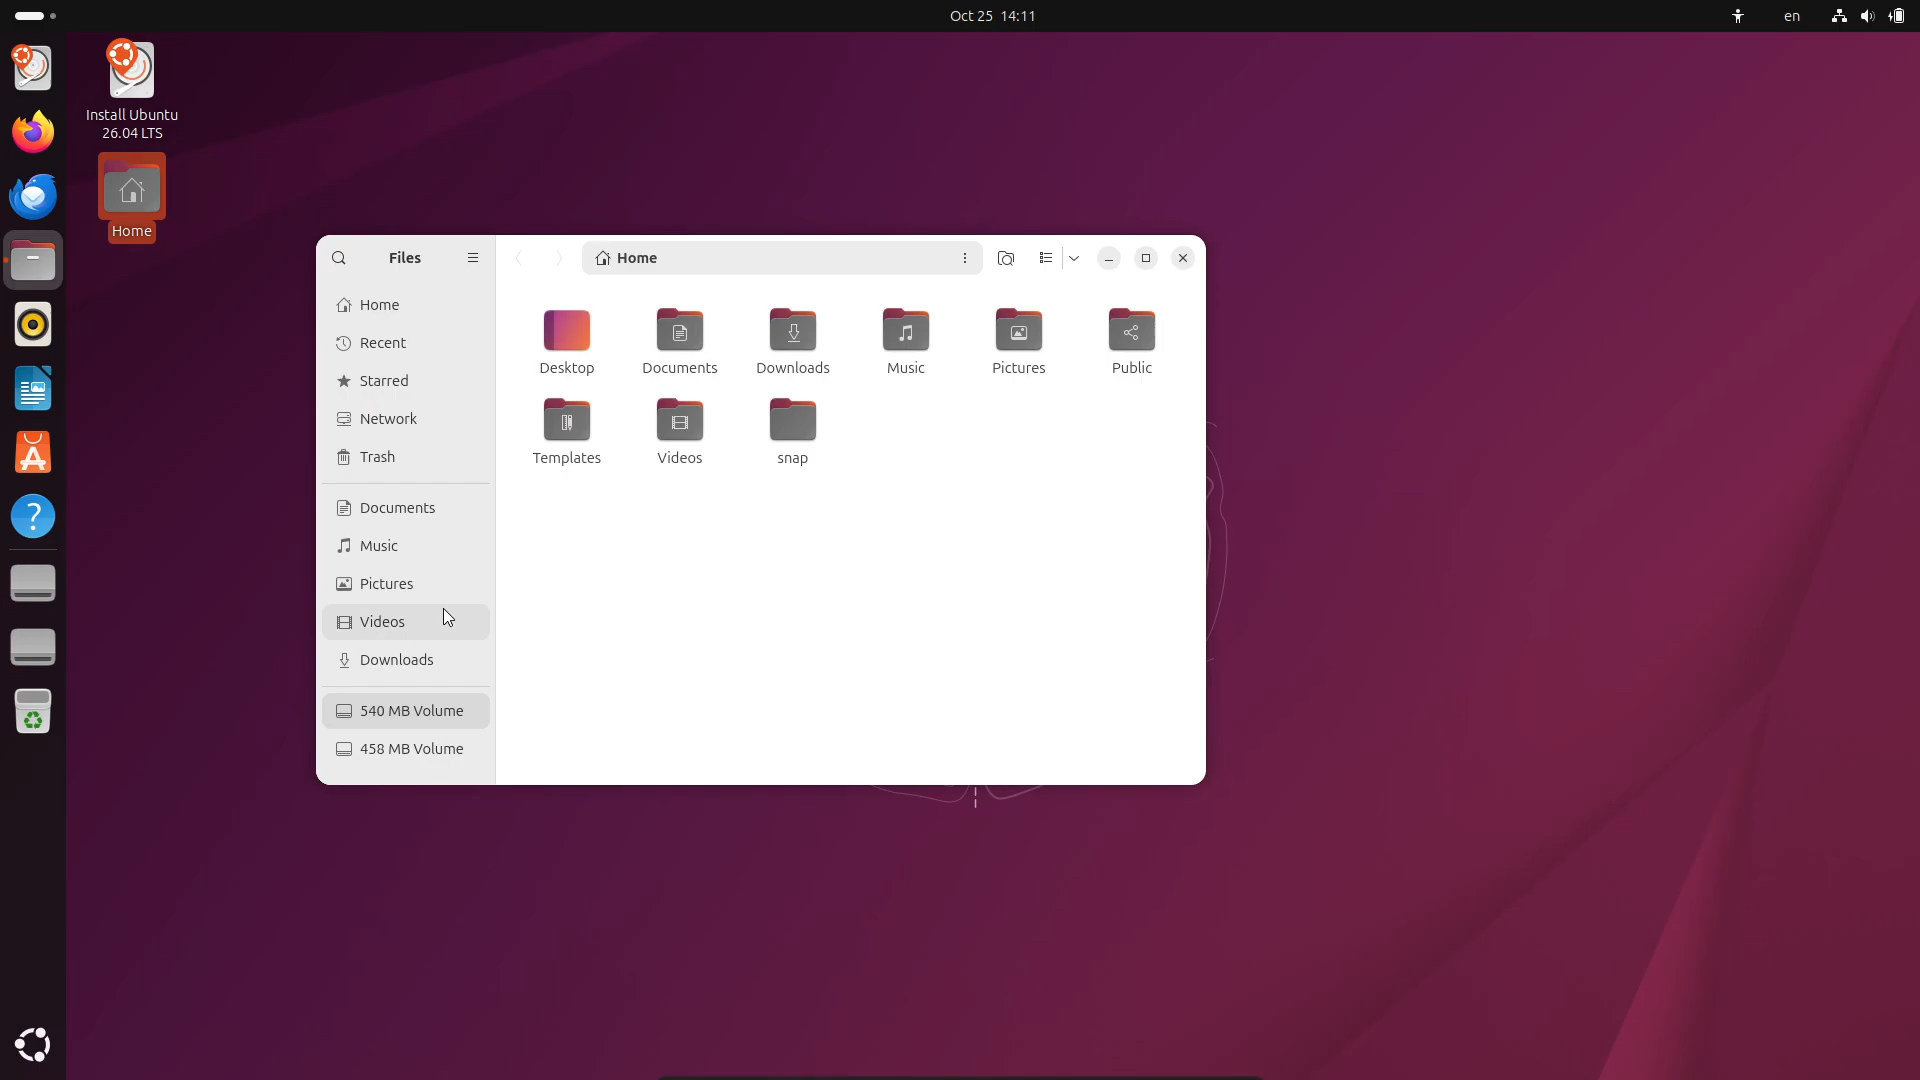 Oct 25 14:11
en
Install Ubuntu
26.04 LTS
Home
Files
Home
Home
Recent
Starred
Network
Trash
Documents
Music
Pictures
Videos
Downloads
540 MB Volume
458 MB Volume
Desktop
Documents
Downloads
Music
Pictures
Public
Templates
Videos
snap